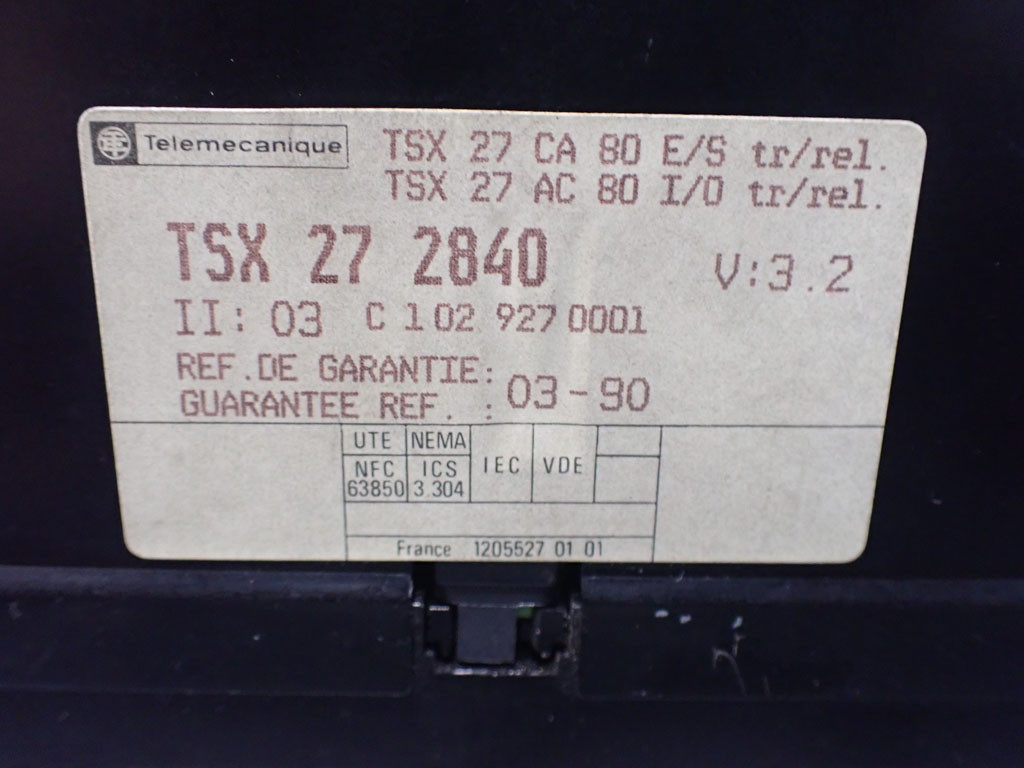 Telemecanique
TSX 27 CA 80 E/S tr/rel.
TSX 27 AC 80 I/O tr/rel.
TSX 27 2840
V:3.2
II: 03 C 102 927 0001
REF.DE GARANTIE:
GUARANTEE REF. : 03-90
UTE NEMA
NFC ICS IEC VDE
63850 3.304
France 1205527 01 01